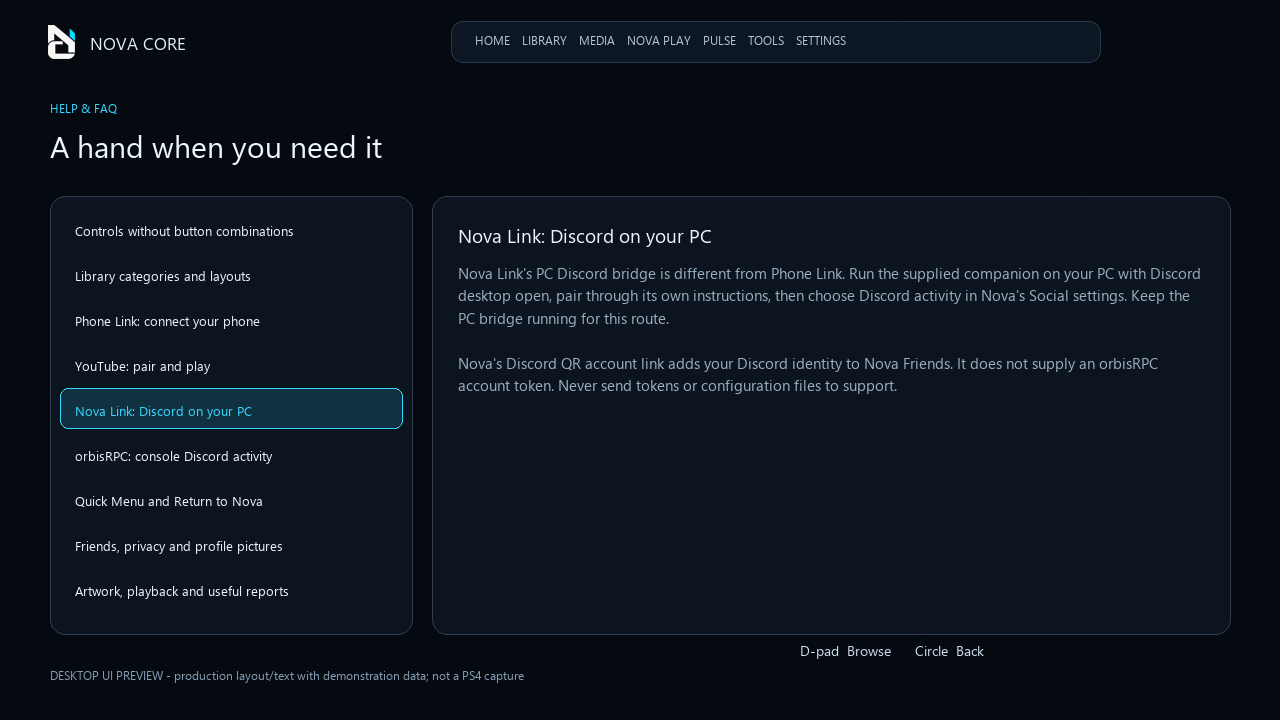 NOVA CORE
HOME LIBRARY MEDIA NOVA PLAY PULSE TOOLS SETTINGS
HELP & FAQ
A hand when you need it
Controls without button combinations
Library categories and layouts
Phone Link: connect your phone
YouTube: pair and play
Nova Link: Discord on your PC
orbisRPC: console Discord activity
Quick Menu and Return to Nova
Friends, privacy and profile pictures
Artwork, playback and useful reports
Nova Link: Discord on your PC
Nova Link's PC Discord bridge is different from Phone Link. Run the supplied companion on your PC with Discord
desktop open, pair through its own instructions, then choose Discord activity in Nova's Social settings. Keep the
PC bridge running for this route.
Nova's Discord QR account link adds your Discord identity to Nova Friends. It does not supply an orbisRPC
account token. Never send tokens or configuration files to support.
D-pad Browse Circle Back
DESKTOP UI PREVIEW - production layout/text with demonstration data; not a PS4 capture